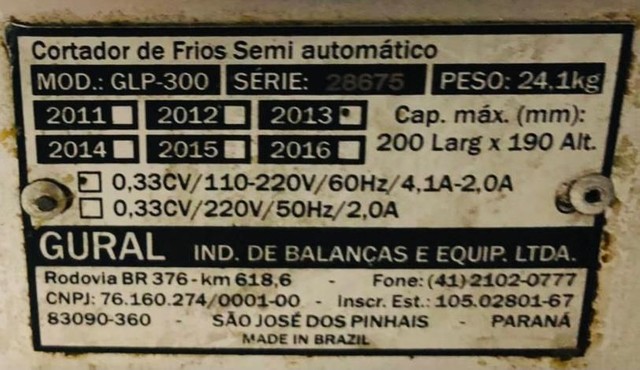 Cortador de Frios Semi automático
MOD.: GLP-300 SÉRIE: 28675 PESO: 24,1kg
2011 2012 2013 Cap. máx. (mm):
2014 2015 2016 200 Larg x 190 Alt.
0,33CV/110-220V/60Hz/4,1A-2,0A
0,33CV/220V/50Hz/2,0A
GURAL IND. DE BALANÇAS E EQUIP. LTDA.
Rodovia BR 376-km 618,6 - Fone: (41)2102-0777
CNPJ: 76.160.274/0001-00 - Inscr. Est.: 105.02801-67
83090-360 - SÃO JOSÉ DOS PINHAIS - PARANÁ
MADE IN BRAZIL